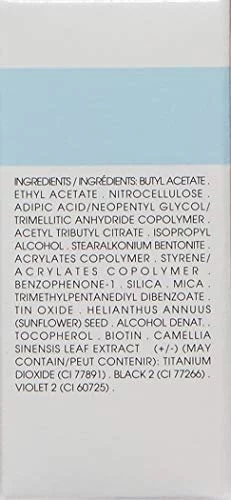 INGREDIENTS / INGRÉDIENTS: BUTYL ACETATE .
ETHYL ACETATE . NITROCELLULOSE .
ADIPIC ACID/NEOPENTYL GLYCOL/
TRIMELLITIC ANHYDRIDE COPOLYMER .
ACETYL TRIBUTYL CITRATE . ISOPROPYL
ALCOHOL . STEARALKONIUM BENTONITE .
ACRYLATES COPOLYMER . STYRENE/
ACRYLATES COPOLYMER .
BENZOPHENONE-1 . SILICA . MICA .
TRIMETHYLPENTANEDIYL DIBENZOATE .
TIN OXIDE . HELIANTHUS ANNUUS
(SUNFLOWER) SEED . ALCOHOL DENAT. .
TOCOPHEROL . BIOTIN . CAMELLIA
SINENSIS LEAF EXTRACT (+/-) (MAY
CONTAIN/PEUT CONTENIR): TITANIUM
DIOXIDE (CI 77891) . BLACK 2 (CI 77266) .
VIOLET 2 (CI 60725) .